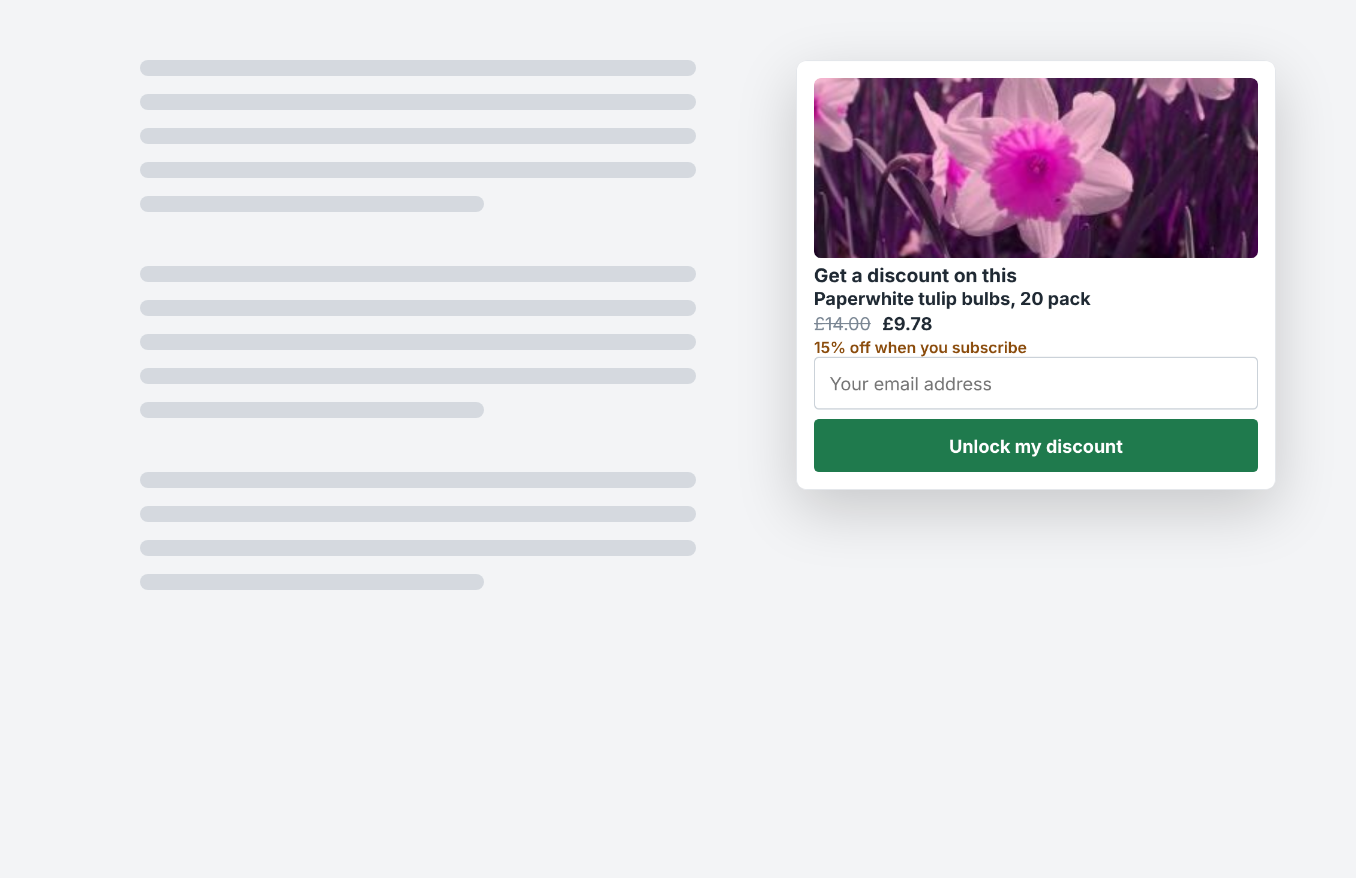 Get a discount on this
Paperwhite tulip bulbs, 20 pack
£14.00 £9.78
15% off when you subscribe
Your email address
Unlock my discount